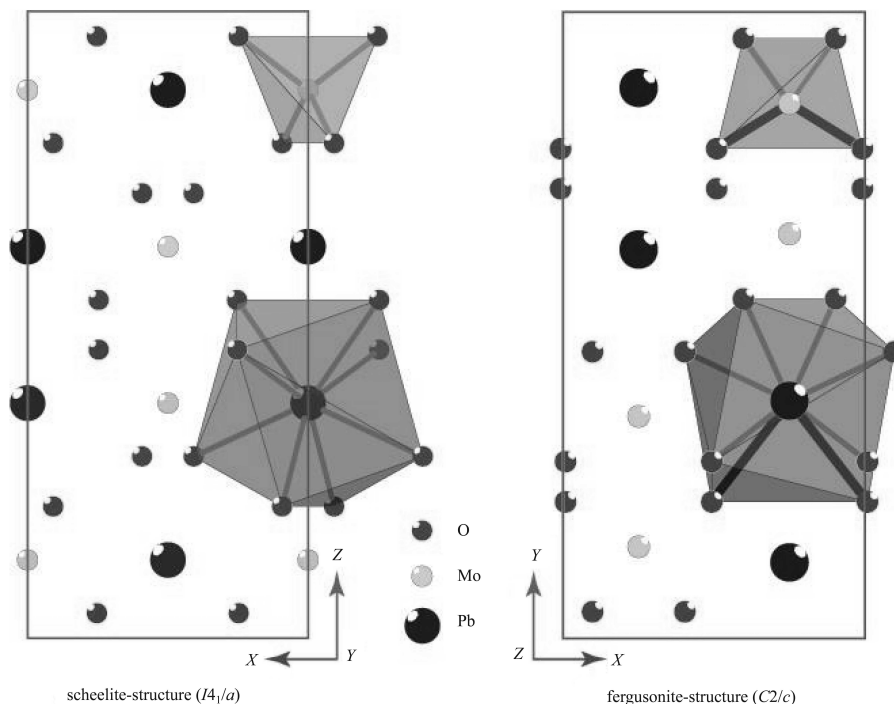 O
Mo
Pb
Z
X
Y
Y
Z
X
scheelite-structure (I4₁/a)
fergusonite-structure (C2/c)